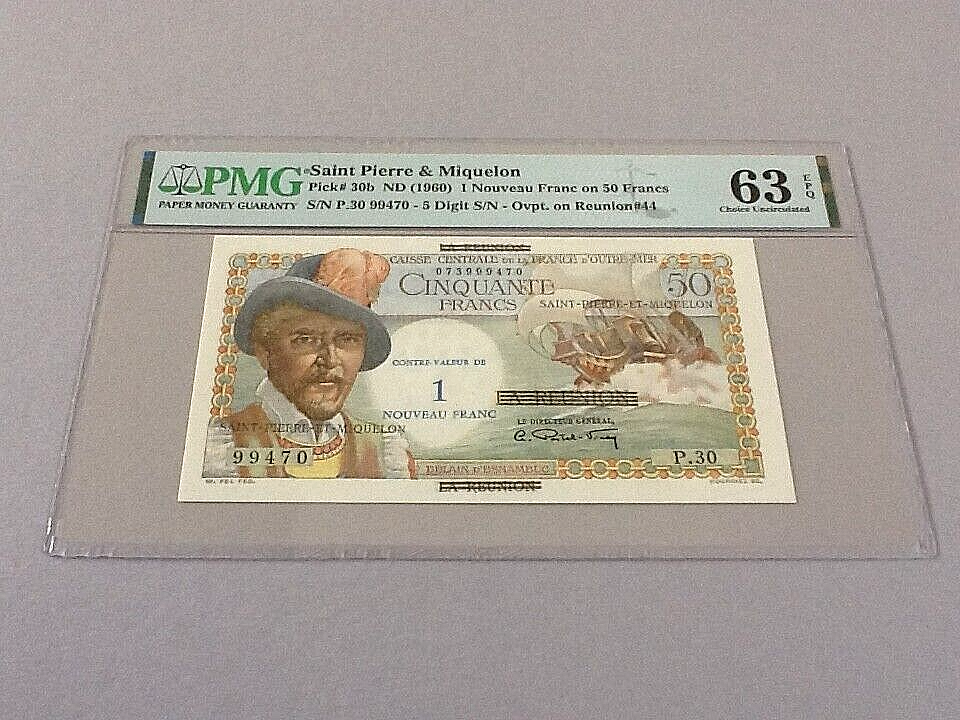 PMG
PAPER MONEY GUARANTY
Saint Pierre & Miquelon
Pick# 30b ND (1960) 1 Nouveau Franc on 50 Francs
S/N P.30 99470 - 5 Digit S/N - Ovpt. on Reunion#44
63
EPQ
Choice Uncirculated
LA REUNION
CAISSE CENTRALE DE LA FRANCE D'OUTRE-MER
073999470
CINQUANTE
FRANCS
50
SAINT-PIERRE-ET-MIQUELON
CONTRE-VALEUR DE
1
NOUVEAU FRANC
LA REUNION
LE DIRECTEUR GÉNÉRAL,
SAINT-PIERRE-ET-MIQUELON
99470
P.30
BELAIN D'ESNAMBUC
LA REUNION